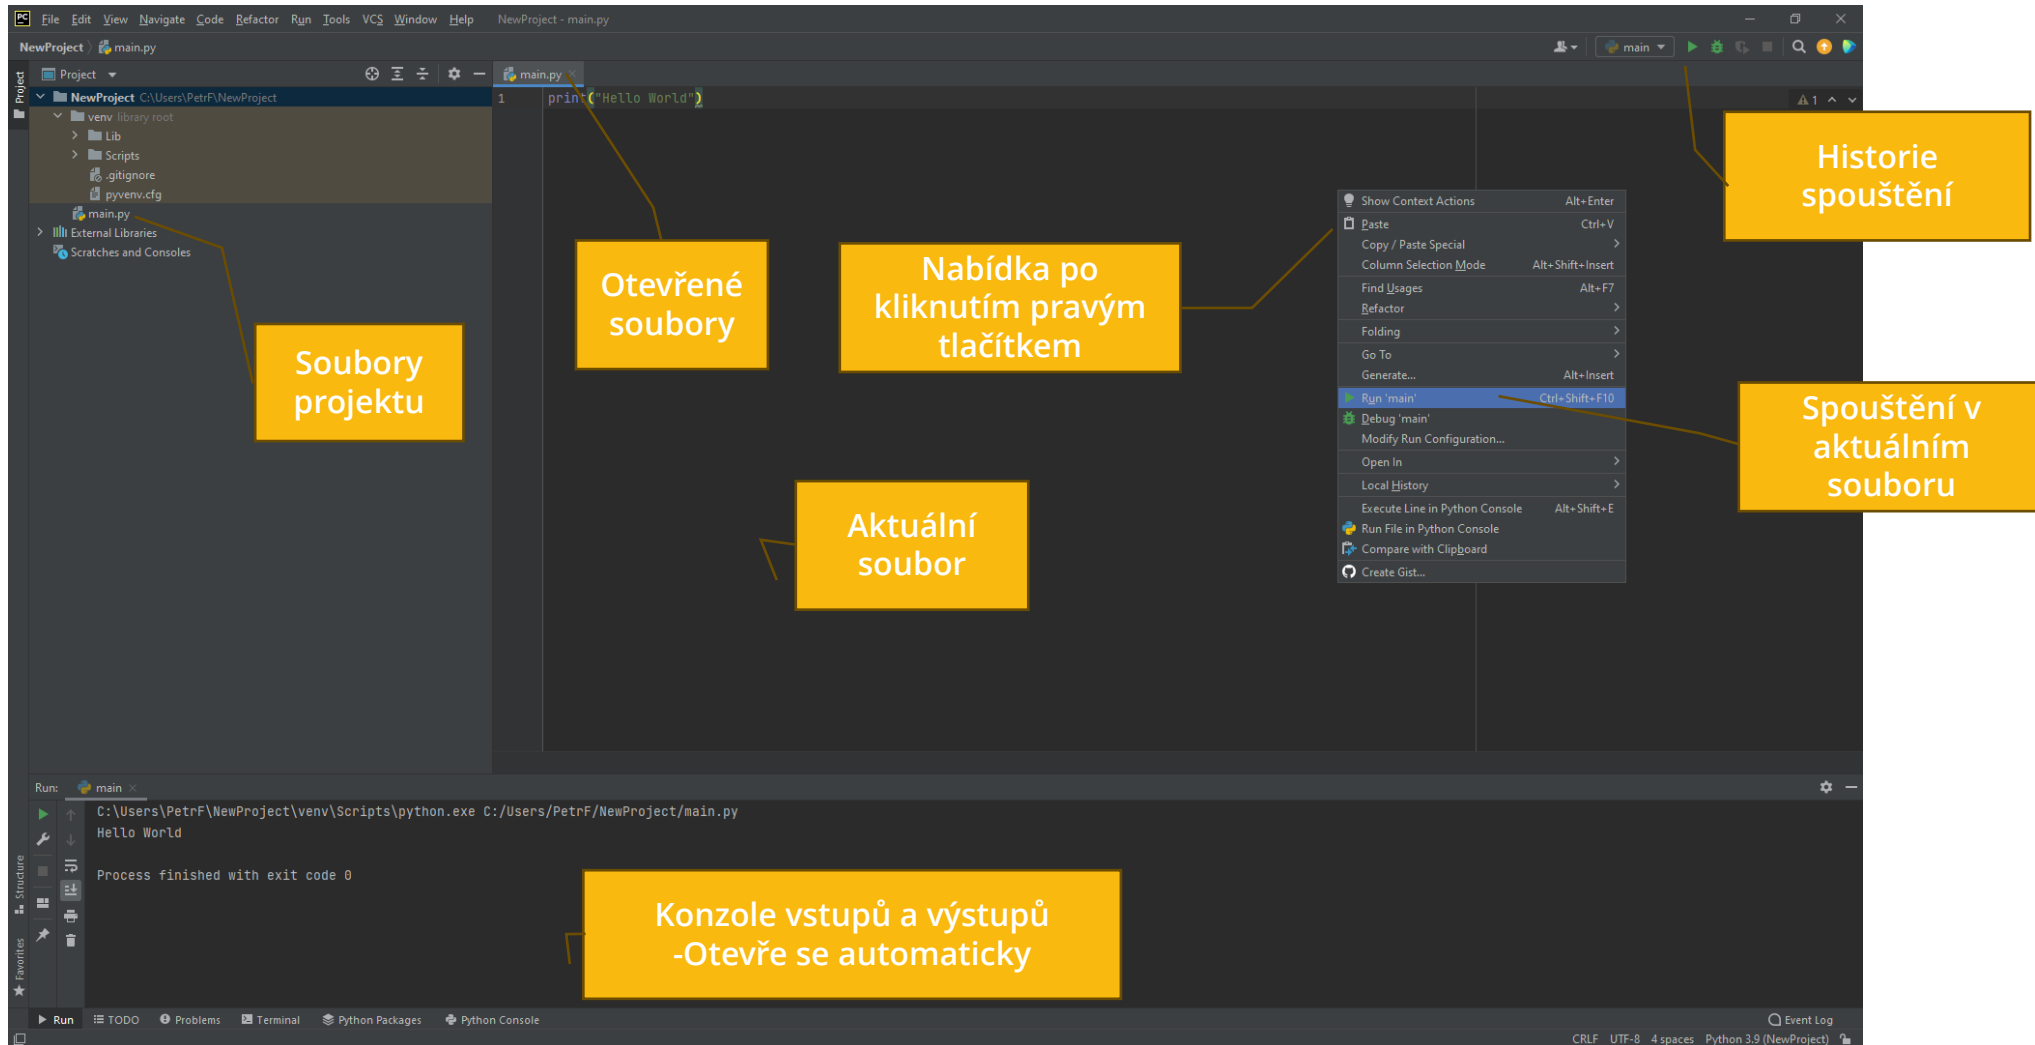 PC File Edit View Navigate Code Refactor Run Tools VCS Window Help NewProject - main.py
NewProject main.py main
Project
Project
main.py
NewProject C:\Users\PetrF\NewProject
venv library root
Lib
Scripts
.gitignore
pyvenv.cfg
main.py
External Libraries
Scratches and Consoles
1 print("Hello World")
1
Historie
spouštění
Otevřené
soubory
Nabídka po
kliknutím pravým
tlačítkem
Soubory
projektu
Show Context Actions Alt+Enter
Paste Ctrl+V
Copy / Paste Special
Column Selection Mode Alt+Shift+Insert
Find Usages Alt+F7
Refactor
Folding
Go To
Generate... Alt+Insert
Run 'main' Ctrl+Shift+F10
Debug 'main'
Modify Run Configuration...
Open In
Local History
Execute Line in Python Console Alt+Shift+E
Run File in Python Console
Compare with Clipboard
Create Gist...
Spouštění v
aktuálním
souboru
Aktuální
soubor
Run: main
C:\Users\PetrF\NewProject\venv\Scripts\python.exe C:/Users/PetrF/NewProject/main.py
Hello World
Process finished with exit code 0
Konzole vstupů a výstupů
-Otevře se automaticky
Structure
Favorites
Run TODO Problems Terminal Python Packages Python Console Event Log
CRLF UTF-8 4 spaces Python 3.9 (NewProject)